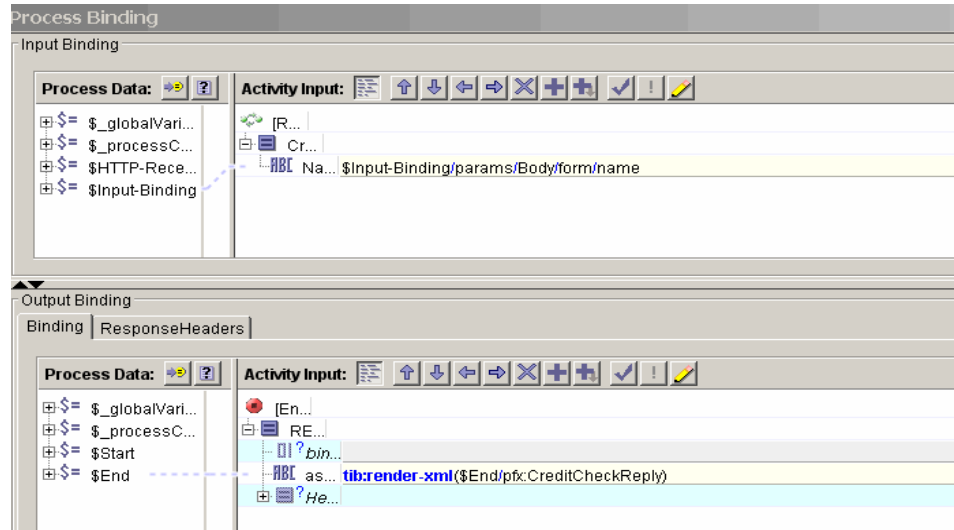 Process Binding
Input Binding
Process Data: ?
Activity Input: !
$= $_globalVari...
[R...
$= $_processC...
Cr...
$= $HTTP-Rece...
ABC Na... $Input-Binding/params/Body/form/name
$= $Input-Binding
Output Binding
Binding ResponseHeaders
Process Data: ?
Activity Input: !
$= $_globalVari...
[En...
$= $_processC...
RE...
$= $Start
? bin...
$= $End
ABC as... tib:render-xml($End/pfx:CreditCheckReply)
? He...